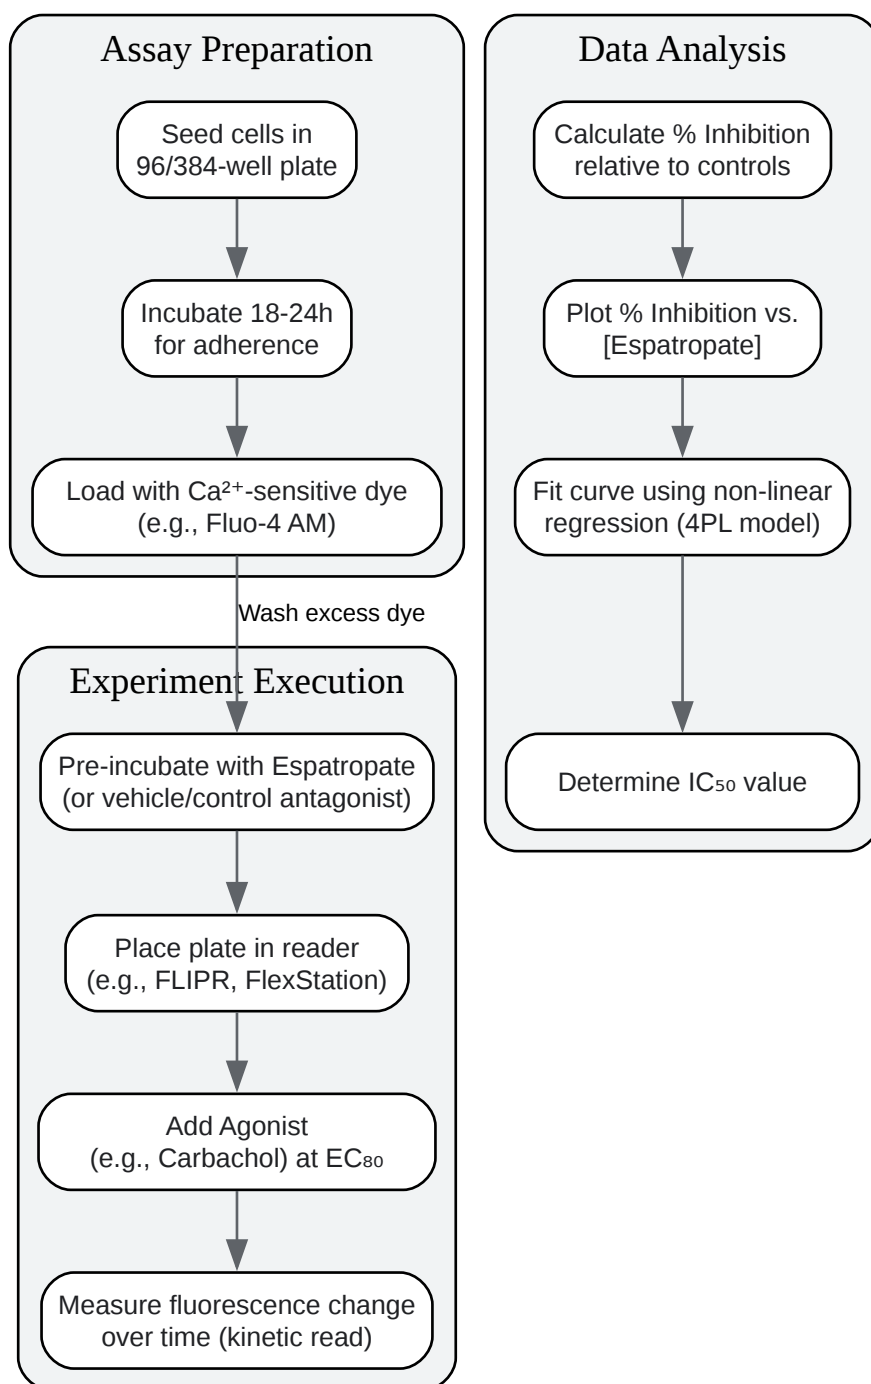 Assay Preparation
Seed cells in
96/384-well plate
Incubate 18-24h
for adherence
Load with Ca²⁺-sensitive dye
(e.g., Fluo-4 AM)
Wash excess dye
Experiment Execution
Pre-incubate with Espatropate
(or vehicle/control antagonist)
Place plate in reader
(e.g., FLIPR, FlexStation)
Add Agonist
(e.g., Carbachol) at EC₈₀
Measure fluorescence change
over time (kinetic read)
Data Analysis
Calculate % Inhibition
relative to controls
Plot % Inhibition vs.
[Espatropate]
Fit curve using non-linear
regression (4PL model)
Determine IC₅₀ value